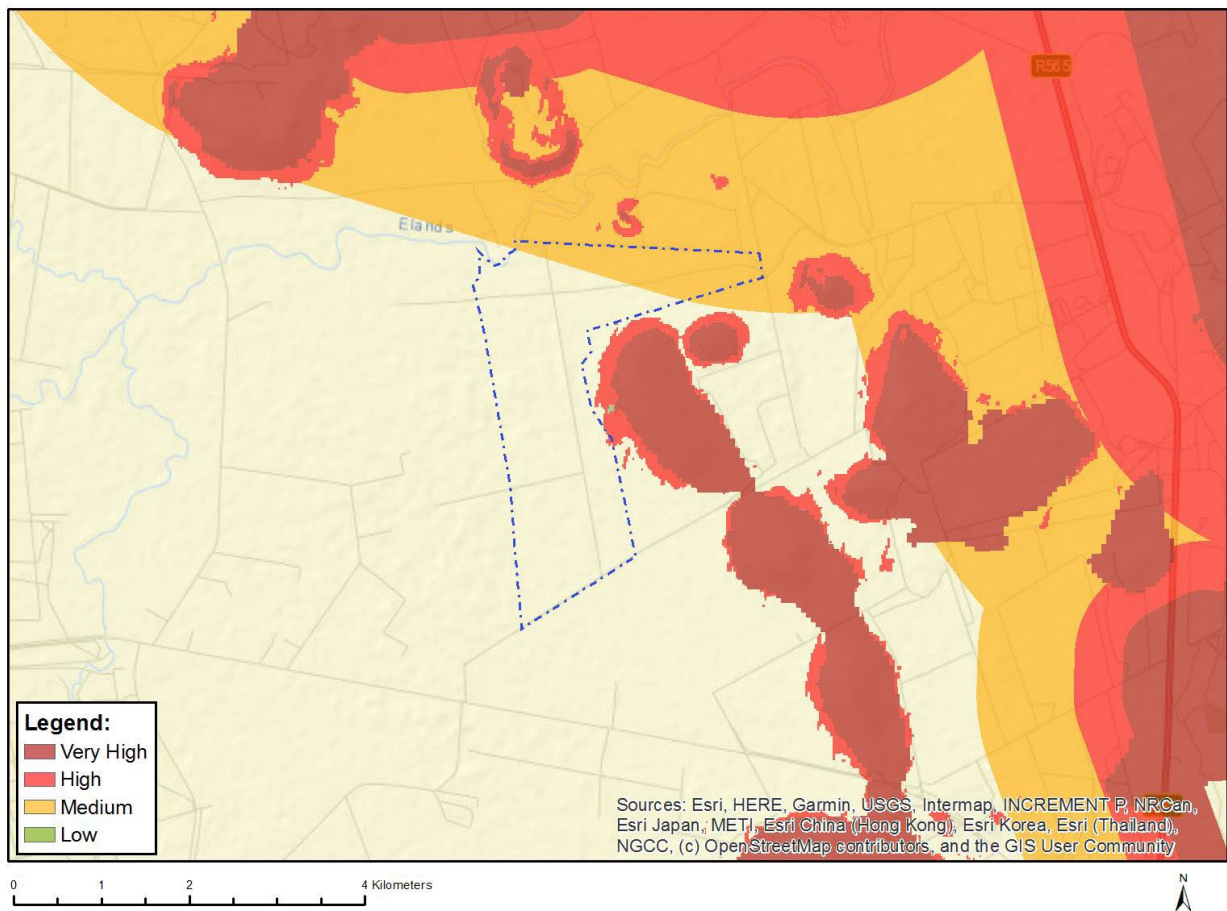 R565
Elands
Legend:
Very High
High
Medium
Low
Sources: Esri, HERE, Garmin, USGS, Intermap, INCREMENT P, NRCan,
Esri Japan, METI, Esri China (Hong Kong), Esri Korea, Esri (Thailand),
NGCC, (c) OpenStreetMap contributors, and the GIS User Community
0 1 2 4 Kilometers
N